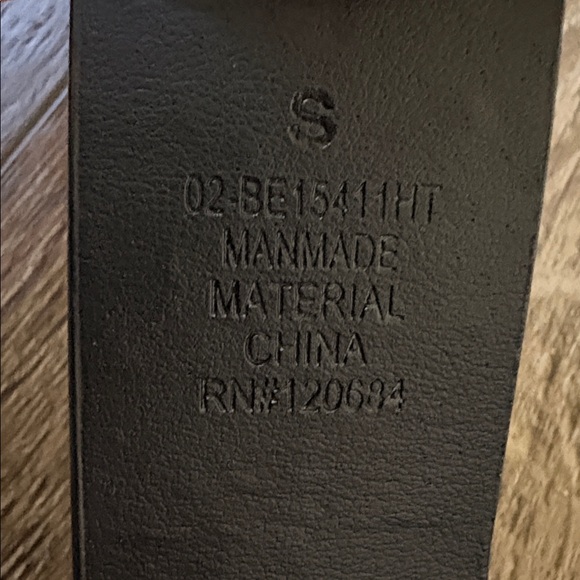 S
02-BE15411HT
MANMADE
MATERIAL
CHINA
RN#120684